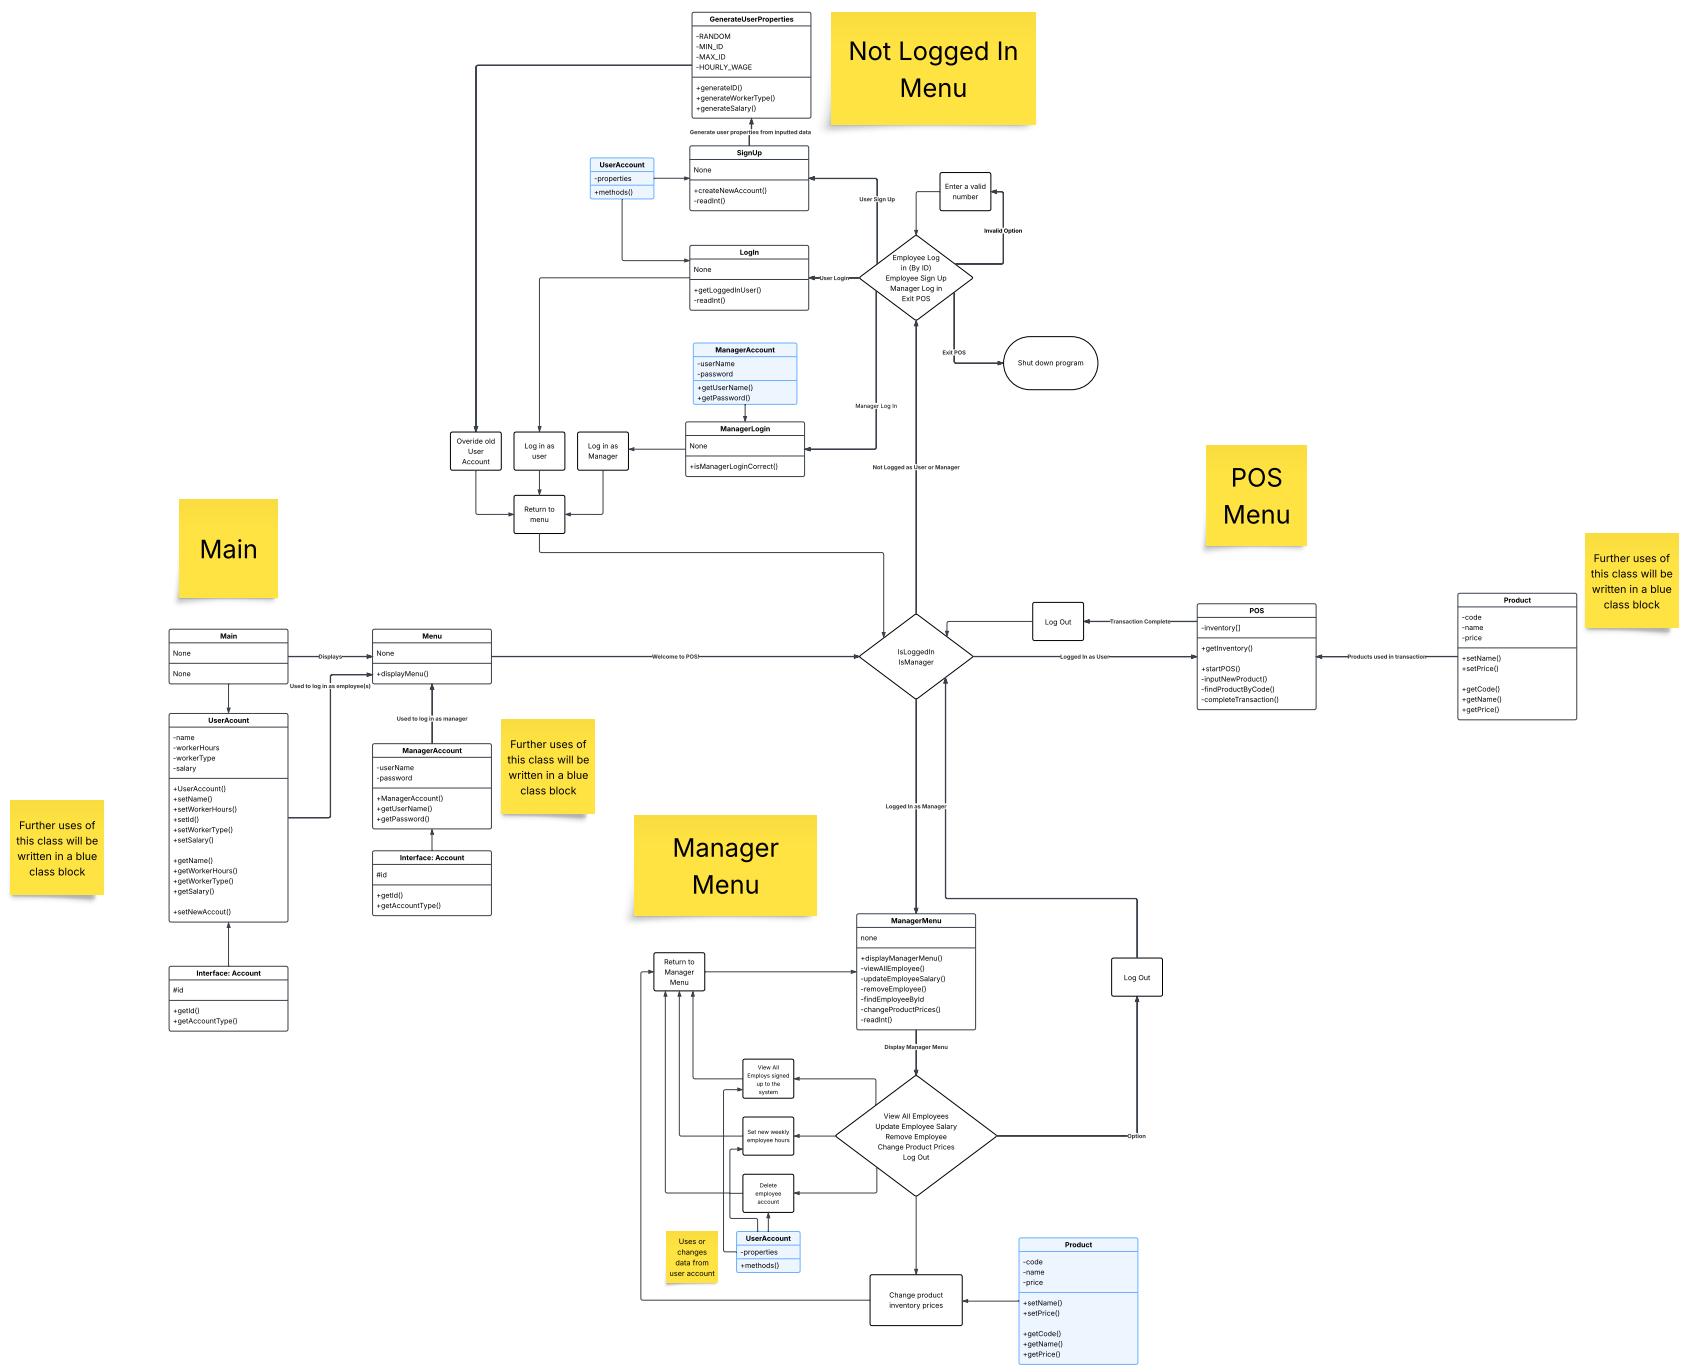 GenerateUserProperties
-RANDOM
-MIN_ID
-MAX_ID
-HOURLY_WAGE
+generateID()
+generateWorkerType()
+generateSalary()
Not Logged In
Menu
Generate user properties from inputted data
SignUp
None
+createNewAccount()
-readInt()
UserAccount
-properties
+methods()
User Sign Up
Enter a valid
number
Invalid Option
LogIn
None
+getLoggedInUser()
-readInt()
User Login
Employee Log
in (By ID)
Employee Sign Up
Manager Log in
Exit POS
Exit POS
Shut down program
ManagerAccount
-userName
-password
+getUserName()
+getPassword()
Manager Log In
ManagerLogin
None
+isManagerLoginCorrect()
Overide old
User
Account
Log in as
user
Log in as
Manager
Return to
menu
Not Logged as User or Manager
POS
Menu
Main
Further uses of
this class will be
written in a blue
class block
Main
None
None
Displays
Menu
None
+displayMenu()
Used to log in as employee(s)
Welcome to POS!
IsLoggedIn
IsManager
Log Out
Transaction Complete
Logged In as User
POS
-inventory[]
+getInventory()
+startPOS()
-inputNewProduct()
-findProductByCode()
-completeTransaction()
Products used in transaction
Product
-code
-name
-price
+setName()
+setPrice()
+getCode()
+getName()
+getPrice()
UserAcount
-name
-workerHours
-workerType
-salary
+UserAccount()
+setName()
+setWorkerHours()
+setId()
+setWorkerType()
+setSalary()
+getName()
+getWorkerHours()
+getWorkerType()
+getSalary()
+setNewAccout()
Used to log in as manager
ManagerAccount
-userName
-password
+ManagerAccount()
+getUserName()
+getPassword()
Further uses of
this class will be
written in a blue
class block
Further uses of
this class will be
written in a blue
class block
Interface: Account
#id
+getId()
+getAccountType()
Interface: Account
#id
+getId()
+getAccountType()
Logged In as Manager
Manager
Menu
ManagerMenu
none
+displayManagerMenu()
-viewAllEmployee()
-updateEmployeeSalary()
-removeEmployee()
-findEmployeeById
-changeProductPrices()
-readInt()
Return to
Manager
Menu
Log Out
Display Manager Menu
View All
Employs signed
up to the
system
Set new weekly
employee hours
Delete
employee
account
View All Employees
Update Employee Salary
Remove Employee
Change Product Prices
Log Out
Option
Uses or
changes
data from
user account
UserAccount
-properties
+methods()
Change product
inventory prices
Product
-code
-name
-price
+setName()
+setPrice()
+getCode()
+getName()
+getPrice()